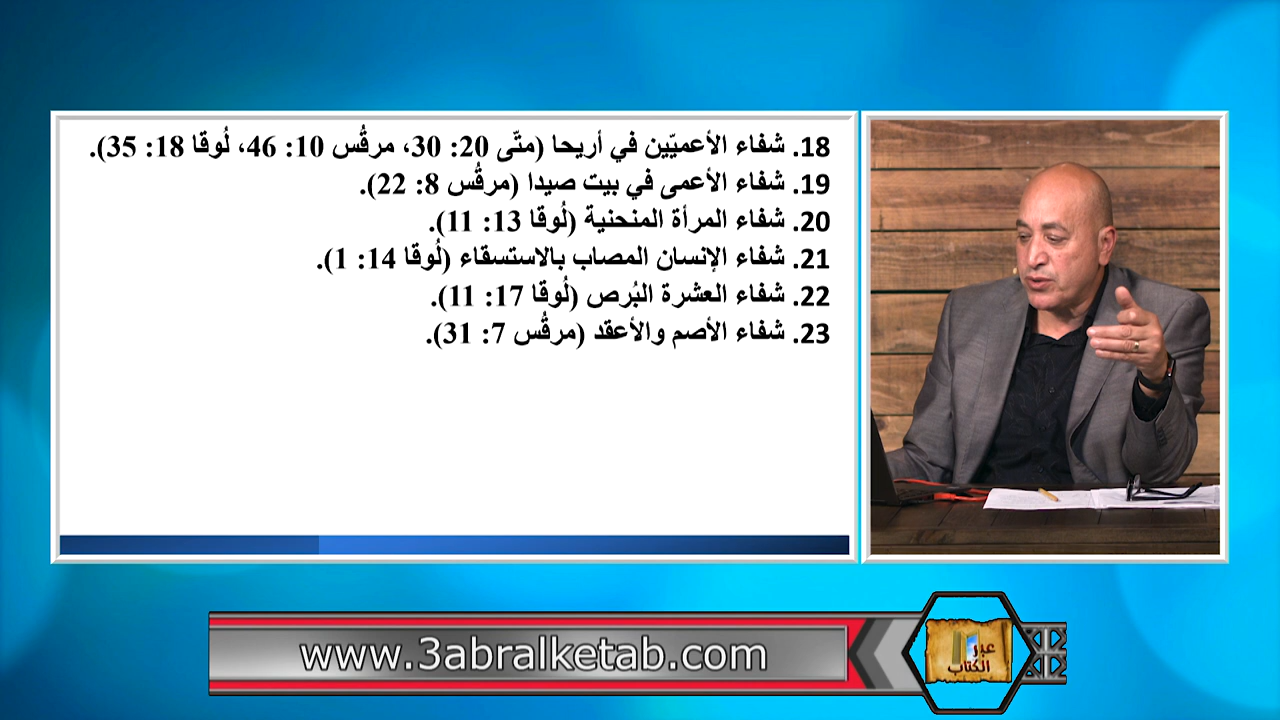 18. شفاء الأعميّين في أريحا (متّى 20: 30، مرقُس 10: 46، لُوقا 18: 35).
19. شفاء الأعمى في بيت صيدا (مرقُس 8: 22).
20. شفاء المرأة المنحنية (لُوقا 13: 11).
21. شفاء الإنسان المصاب بالاستسقاء (لُوقا 14: 1).
22. شفاء العشرة البُرص (لُوقا 17: 11).
23. شفاء الأصم والأعقد (مرقُس 7: 31).
www.3abralketab.com
عبر
الكتاب